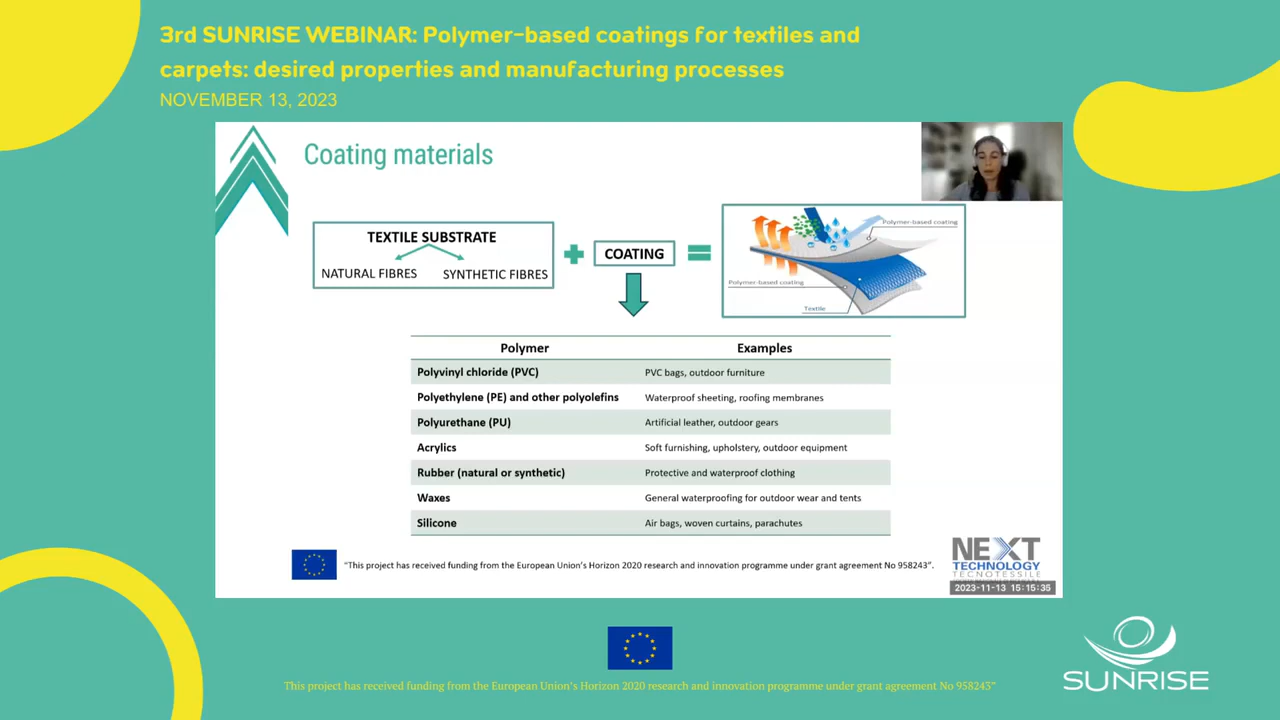 3rd SUNRISE WEBINAR: Polymer-based coatings for textiles and
carpets: desired properties and manufacturing processes
NOVEMBER 13, 2023
Coating materials
TEXTILE SUBSTRATE
NATURAL FIBRES
SYNTHETIC FIBRES
COATING
Polymer-based coating
Polymer-based coating
Textile
Polymer Examples
Polyvinyl chloride (PVC) PVC bags, outdoor furniture
Polyethylene (PE) and other polyolefins Waterproof sheeting, roofing membranes
Polyurethane (PU) Artificial leather, outdoor gears
Acrylics Soft furnishing, upholstery, outdoor equipment
Rubber (natural or synthetic) Protective and waterproof clothing
Waxes General waterproofing for outdoor wear and tents
Silicone Air bags, woven curtains, parachutes
"This project has received funding from the European Union's Horizon 2020 research and innovation programme under grant agreement No 958243".
NEXT
TECHNOLOGY
TECNOTESSILE
2023-11-13 15:15:35
This project has received funding from the European Union's Horizon 2020 research and innovation programme under grant agreement No 958243"
SUNRISE